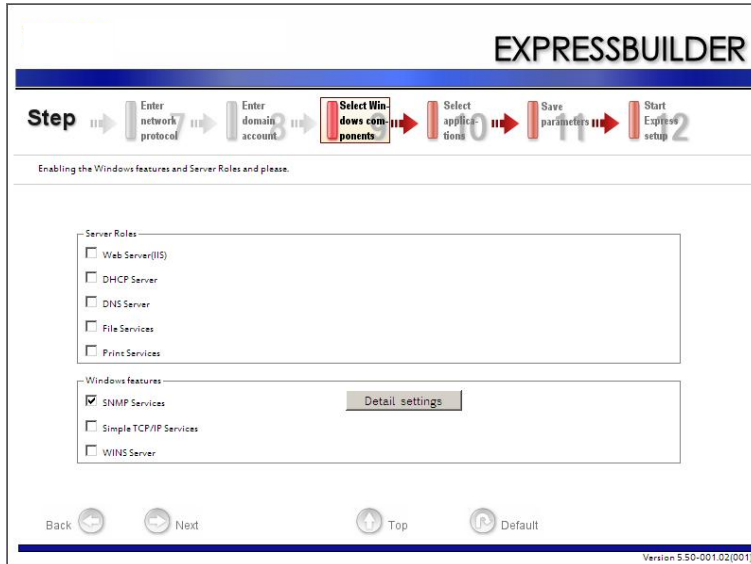 EXPRESSBUILDER
Step
Enter
network
protocol
7
Enter
domain
account
8
Select Win-
dows com-
ponents
9
Select
applica-
tions
10
Save
parameters
11
Start
Express
setup
12
Enabling the Windows features and Server Roles and please.
Server Roles
Web Server(IIS)
DHCP Server
DNS Server
File Services
Print Services
Windows features
SNMP Services
Detail settings
Simple TCP/IP Services
WINS Server
Back
Next
Top
Default
Version 5.50-001.02(001)